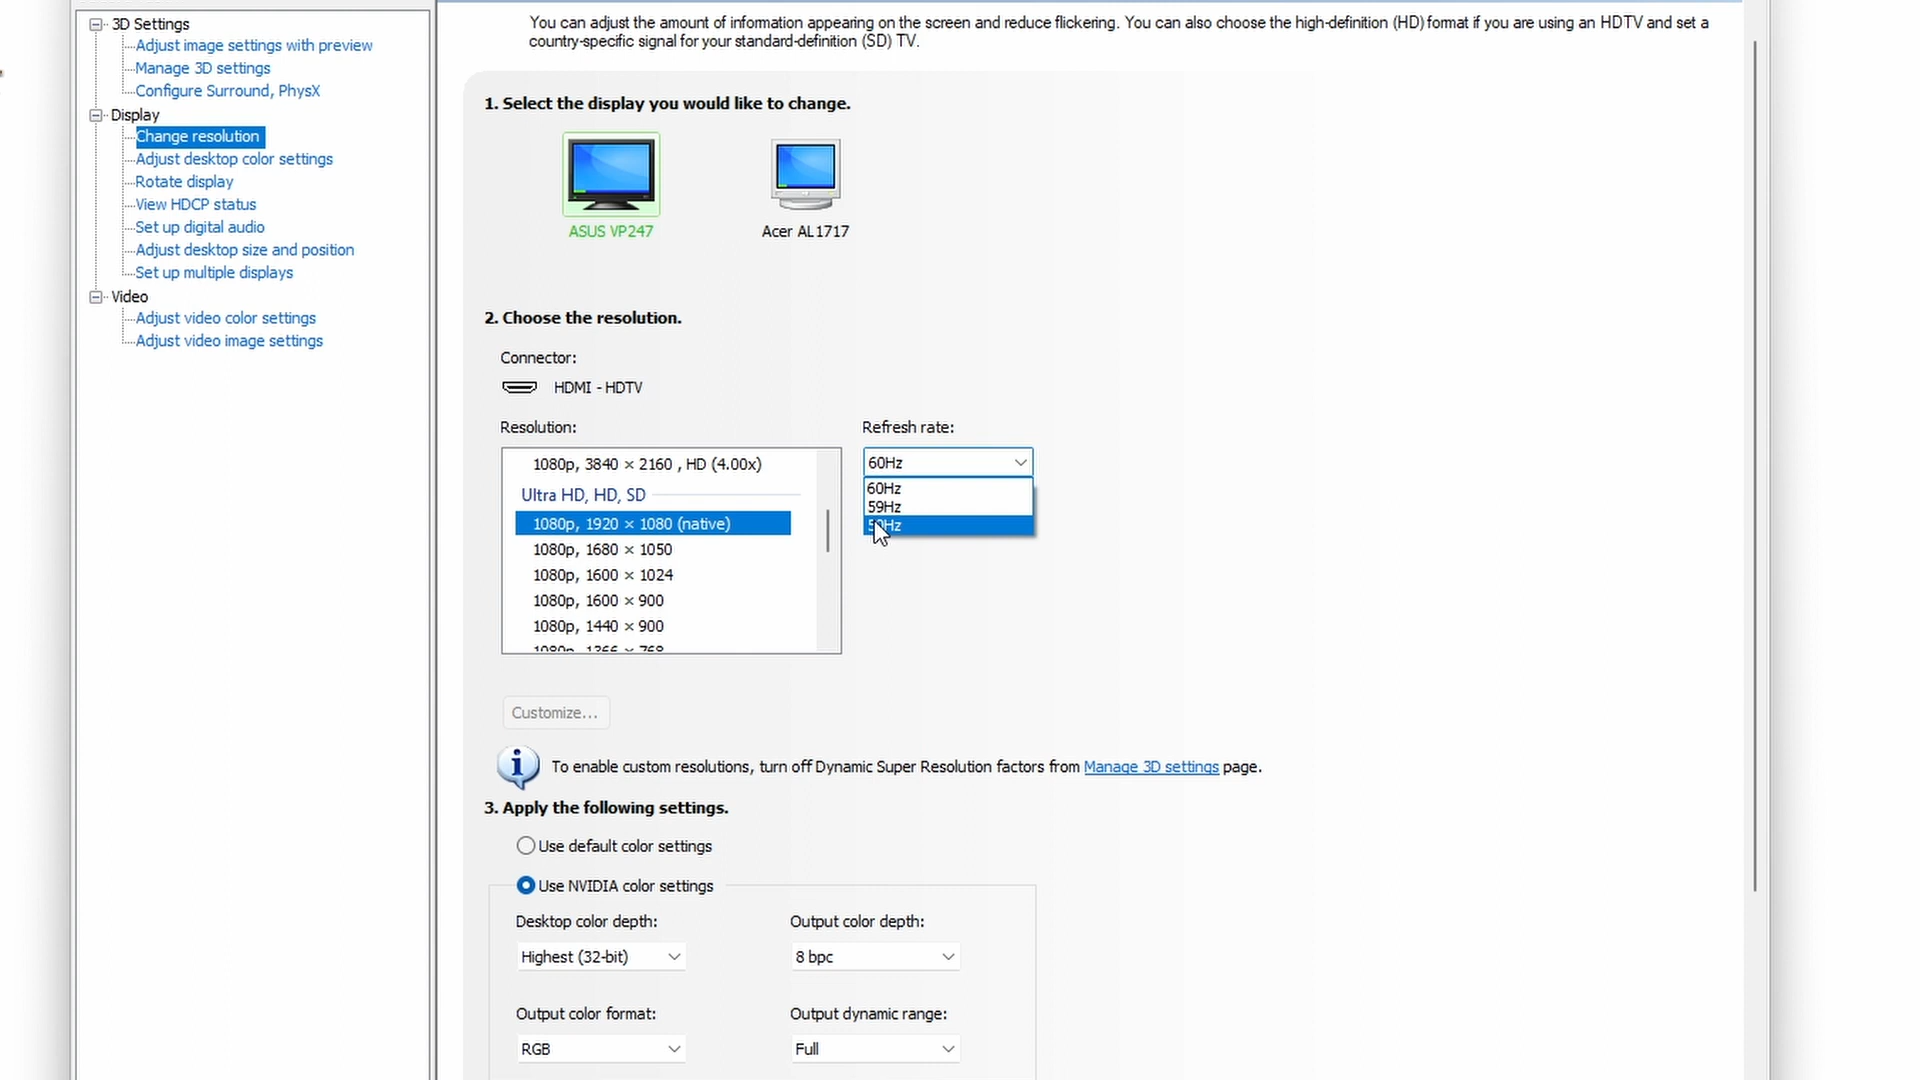 3D Settings
Adjust image settings with preview
Manage 3D settings
Configure Surround, PhysX
Display
Change resolution
Adjust desktop color settings
Rotate display
View HDCP status
Set up digital audio
Adjust desktop size and position
Set up multiple displays
Video
Adjust video color settings
Adjust video image settings
You can adjust the amount of information appearing on the screen and reduce flickering. You can also choose the high-definition (HD) format if you are using an HDTV and set a
country-specific signal for your standard-definition (SD) TV.
1. Select the display you would like to change.
ASUS VP247
Acer AL1717
2. Choose the resolution.
Connector:
HDMI - HDTV
Resolution:
1080p, 3840 × 2160 , HD (4.00x)
Ultra HD, HD, SD
1080p, 1920 × 1080 (native)
1080p, 1680 × 1050
1080p, 1600 × 1024
1080p, 1600 × 900
1080p, 1440 × 900
1080p, 1366 × 768
Refresh rate:
60Hz
60Hz
59Hz
Customize...
To enable custom resolutions, turn off Dynamic Super Resolution factors from Manage 3D settings page.
3. Apply the following settings.
Use default color settings
Use NVIDIA color settings
Desktop color depth:
Highest (32-bit)
Output color depth:
8 bpc
Output color format:
RGB
Output dynamic range:
Full